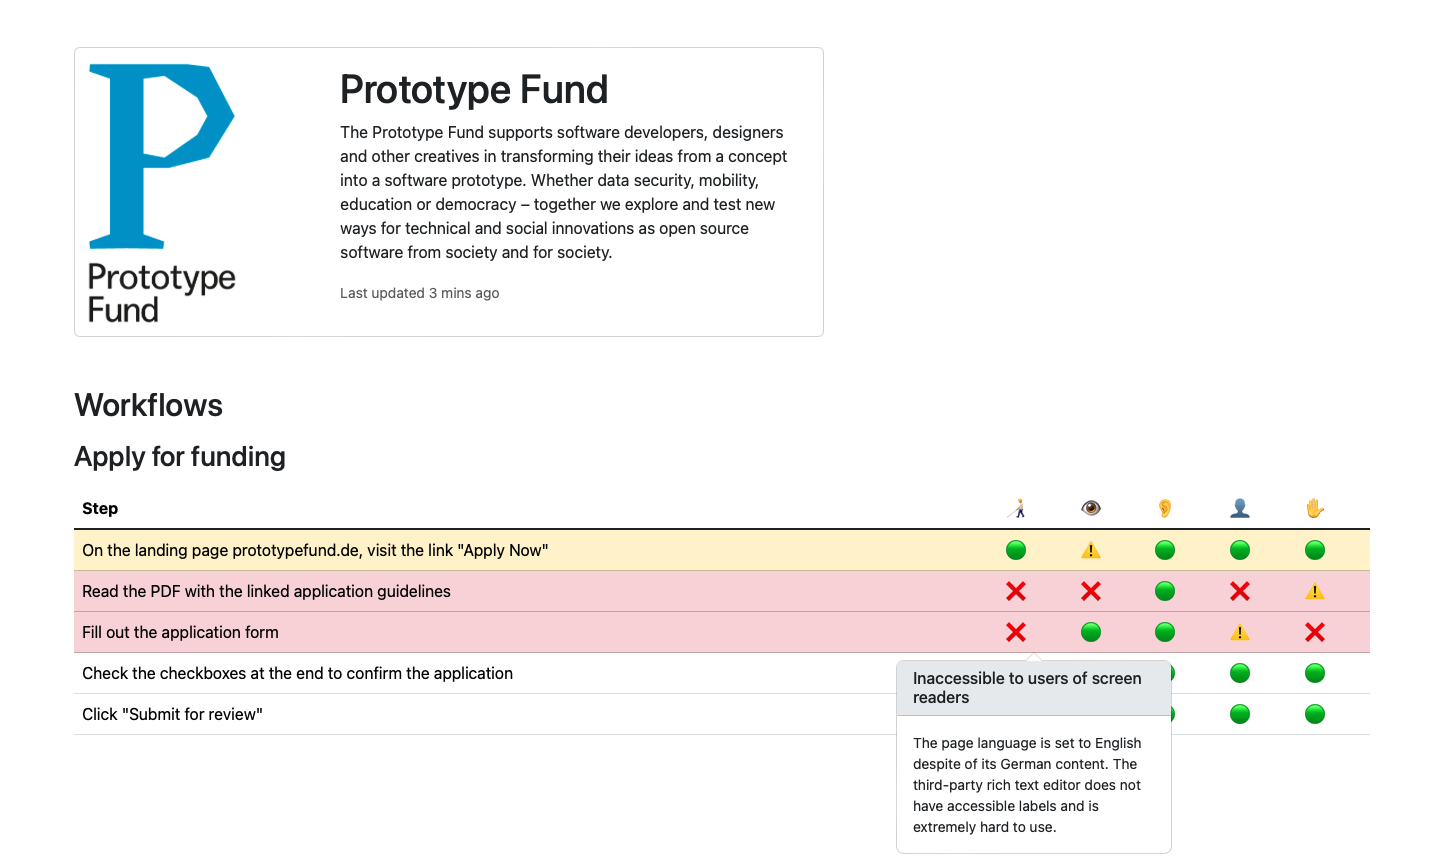 Prototype
Fund
Prototype Fund
The Prototype Fund supports software developers, designers
and other creatives in transforming their ideas from a concept
into a software prototype. Whether data security, mobility,
education or democracy – together we explore and test new
ways for technical and social innovations as open source
software from society and for society.
Last updated 3 mins ago
Workflows
Apply for funding
Step
On the landing page prototypefund.de, visit the link "Apply Now"
Read the PDF with the linked application guidelines
Fill out the application form
Check the checkboxes at the end to confirm the application
Click "Submit for review"
Inaccessible to users of screen
readers
The page language is set to English
despite of its German content. The
third-party rich text editor does not
have accessible labels and is
extremely hard to use.